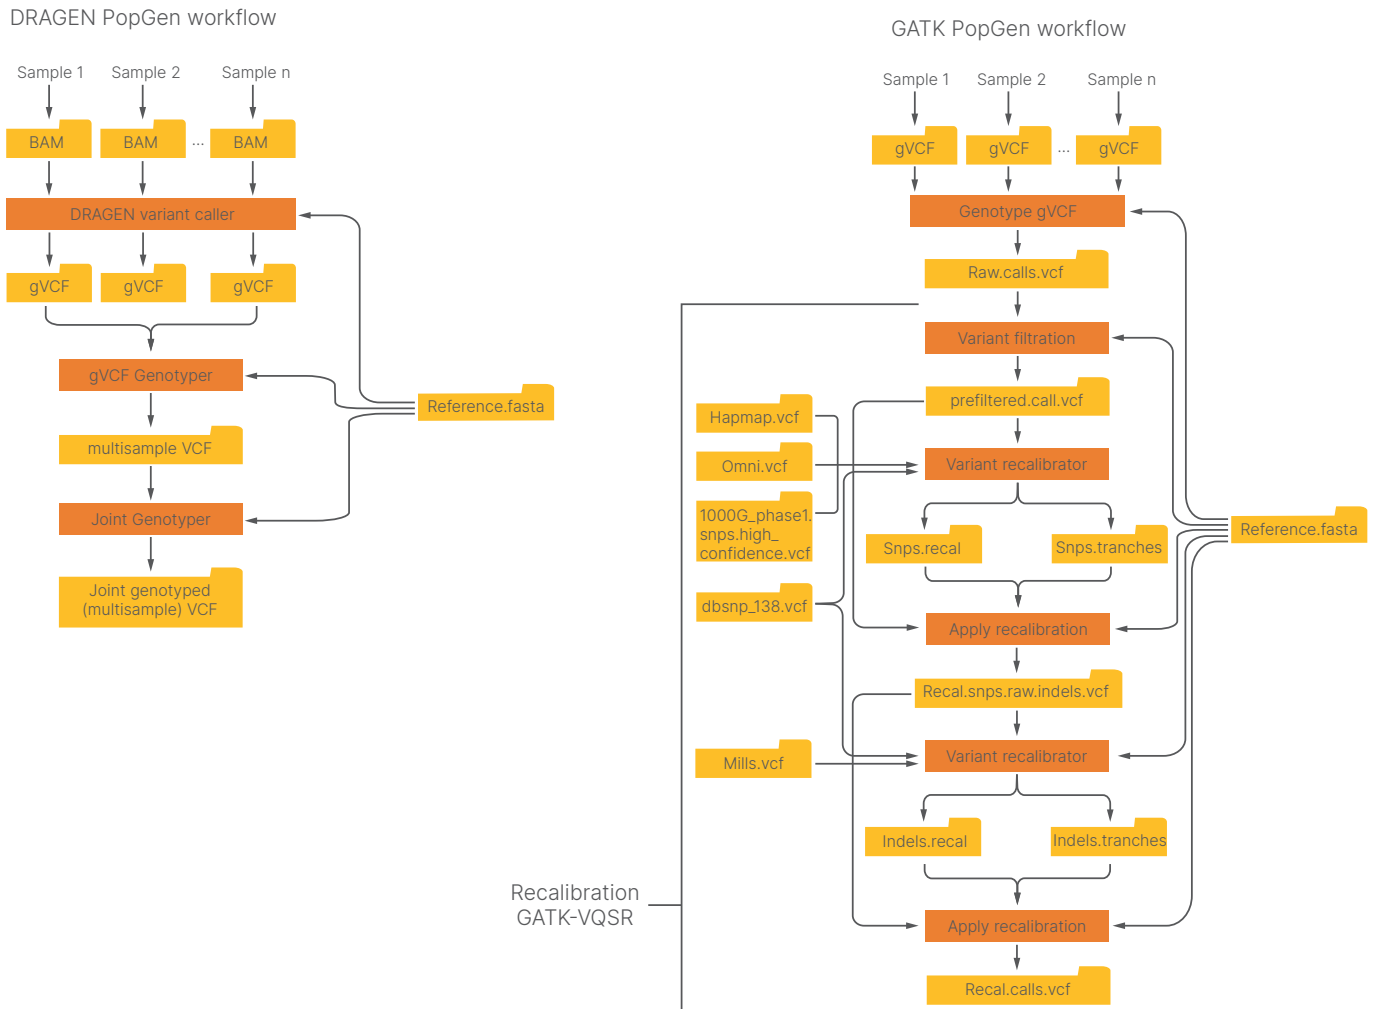 DRAGEN PopGen workflow
Sample 1
Sample 2
Sample n
BAM
BAM
...
BAM
DRAGEN variant caller
gVCF
gVCF
gVCF
gVCF Genotyper
Reference.fasta
multisample VCF
Joint Genotyper
Joint genotyped
(multisample) VCF
GATK PopGen workflow
Sample 1
Sample 2
Sample n
gVCF
gVCF
...
gVCF
Genotype gVCF
Raw.calls.vcf
Variant filtration
prefiltered.call.vcf
Hapmap.vcf
Omni.vcf
Variant recalibrator
1000G_phase1.
snps.high_
confidence.vcf
Snps.recal
Snps.tranches
Reference.fasta
dbsnp_138.vcf
Apply recalibration
Recal.snps.raw.indels.vcf
Variant recalibrator
Mills.vcf
Indels.recal
Indels.tranches
Recalibration
GATK-VQSR
Apply recalibration
Recal.calls.vcf